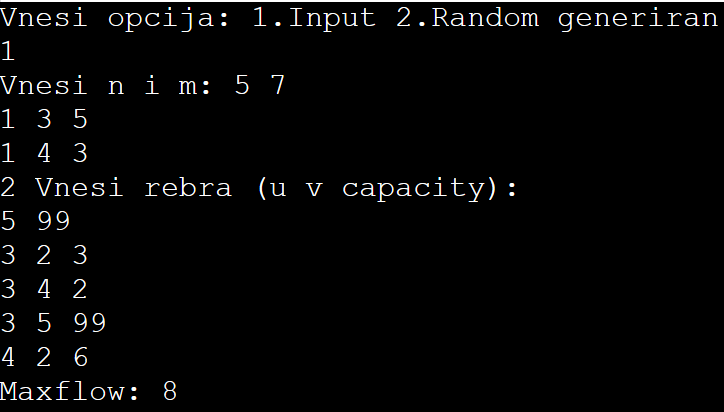 Vnesi opcija: 1.Input 2.Random generiran
1
Vnesi n i m: 5 7
1 3 5
1 4 3
2 Vnesi rebra (u v capacity):
5 99
3 2 3
3 4 2
3 5 99
4 2 6
Maxflow: 8